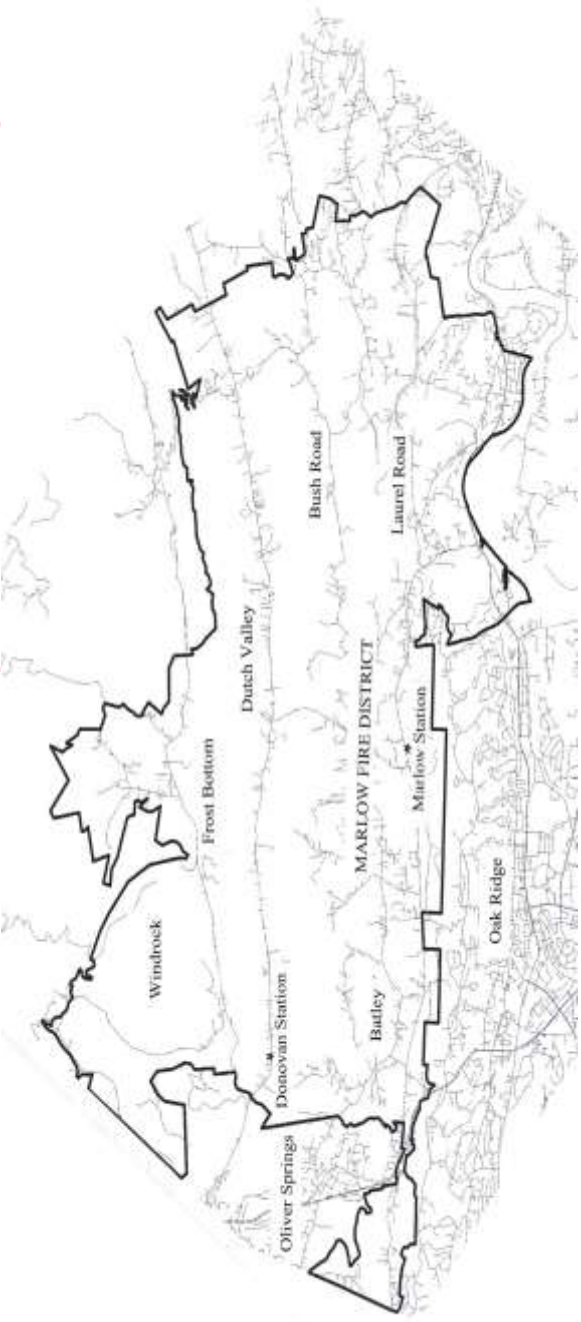 Windrock
Frost Bottom
Dutch Valley
Bush Road
Laurel Road
MARLOW FIRE DISTRICT
Marlow Station
Donovan Station
Batley
Oliver Springs
Oak Ridge